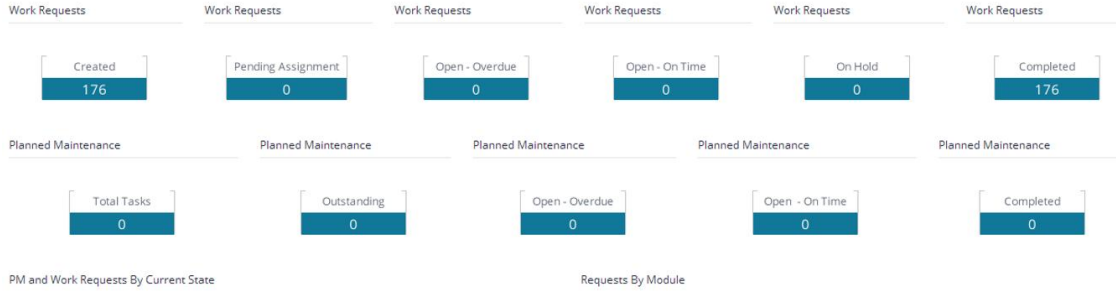 Work Requests Work Requests Work Requests Work Requests Work Requests Work Requests
Created Pending Assignment Open - Overdue Open - On Time On Hold Completed
176 0 0 0 0 176
Planned Maintenance Planned Maintenance Planned Maintenance Planned Maintenance Planned Maintenance
Total Tasks Outstanding Open - Overdue Open - On Time Completed
0 0 0 0 0
PM and Work Requests By Current State Requests By Module